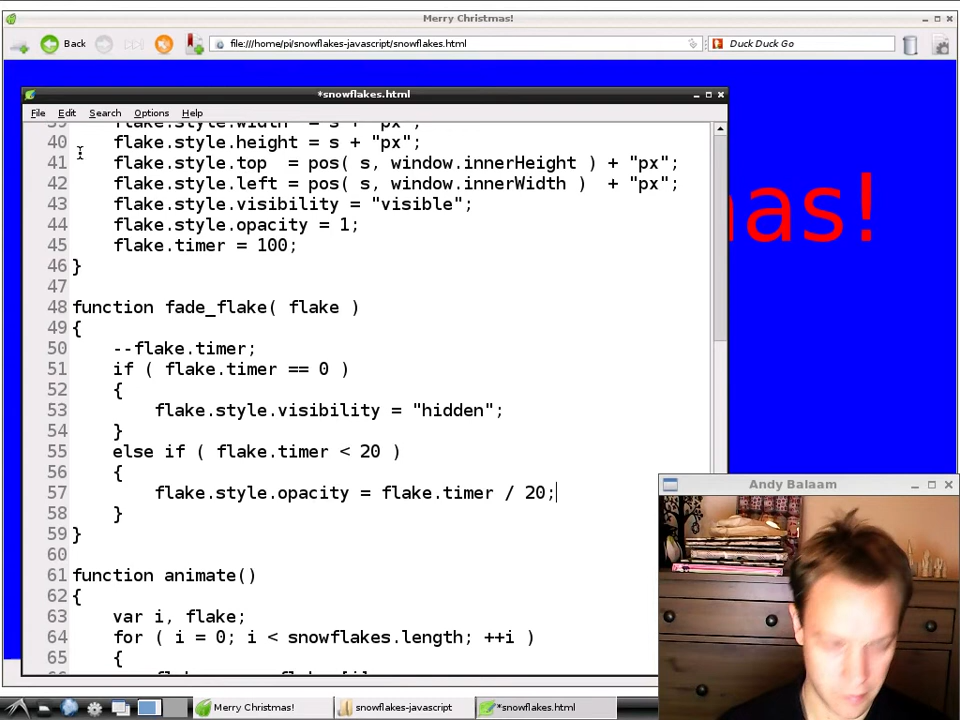 Merry Christmas!
Back
file:///home/pi/snowflakes-javascript/snowflakes.html
Duck Duck Go
mas!
*snowflakes.html
File Edit Search Options Help
39 flake.style.width = s + "px";
40 flake.style.height = s + "px";
41 flake.style.top = pos( s, window.innerHeight ) + "px";
42 flake.style.left = pos( s, window.innerWidth ) + "px";
43 flake.style.visibility = "visible";
44 flake.style.opacity = 1;
45 flake.timer = 100;
46 }
47
48 function fade_flake( flake )
49 {
50 --flake.timer;
51 if ( flake.timer == 0 )
52 {
53 flake.style.visibility = "hidden";
54 }
55 else if ( flake.timer < 20 )
56 {
57 flake.style.opacity = flake.timer / 20;
58 }
59 }
60
61 function animate()
62 {
63 var i, flake;
64 for ( i = 0; i < snowflakes.length; ++i )
65 {
Andy Balaam
Merry Christmas!
snowflakes-javascript
*snowflakes.html